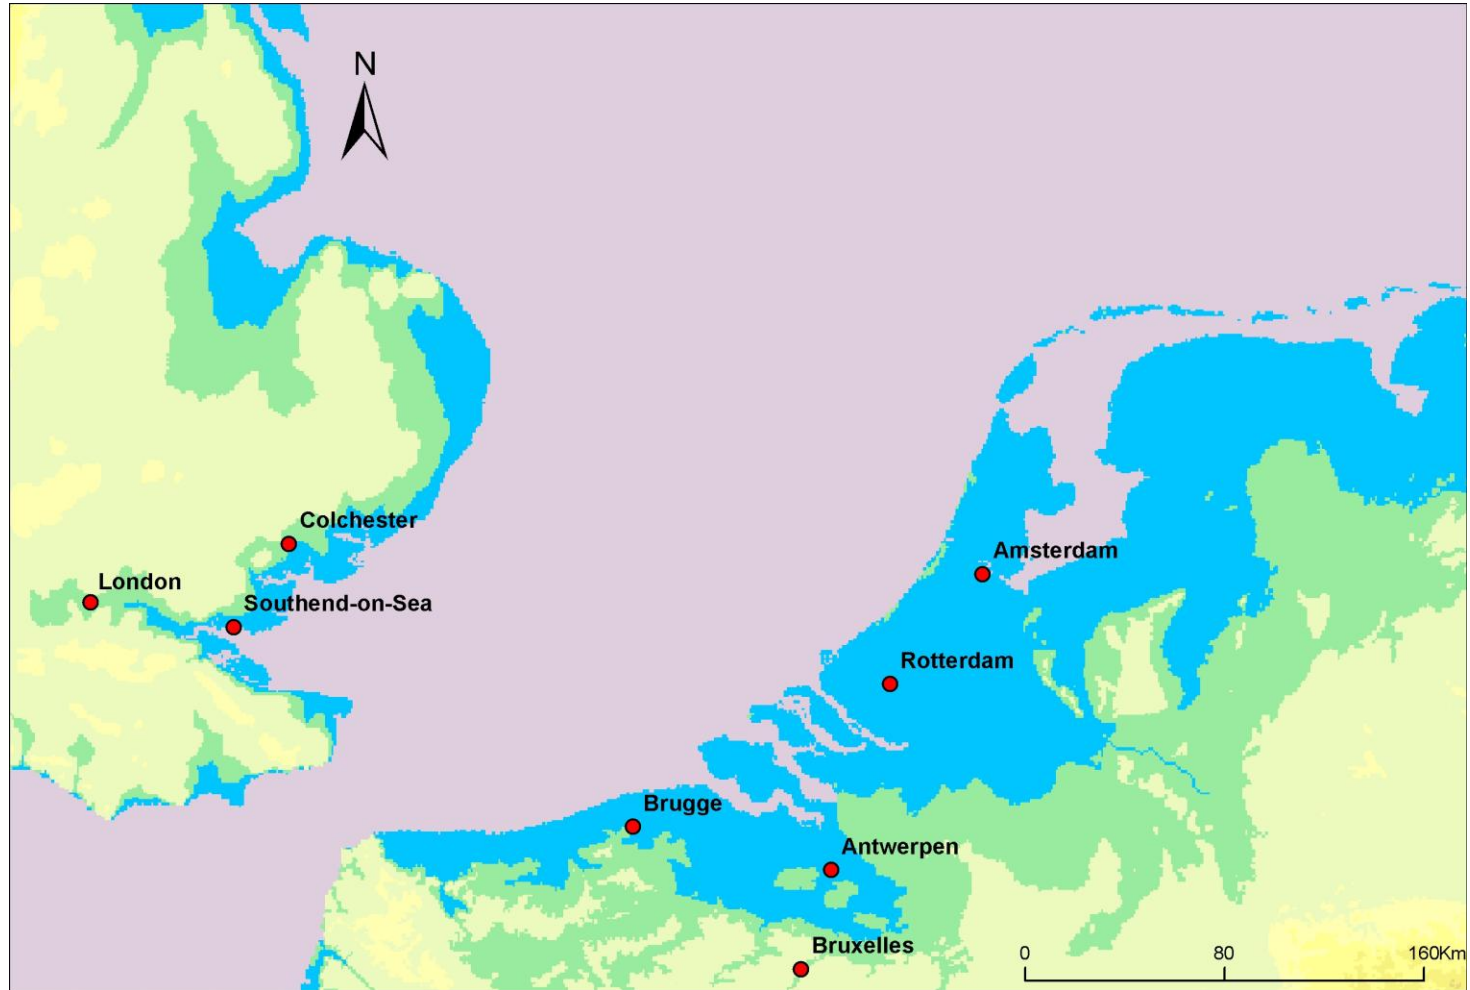 N
Colchester
Amsterdam
London
Southend-on-Sea
Rotterdam
Brugge
Antwerpen
Bruxelles
0 80 160Km